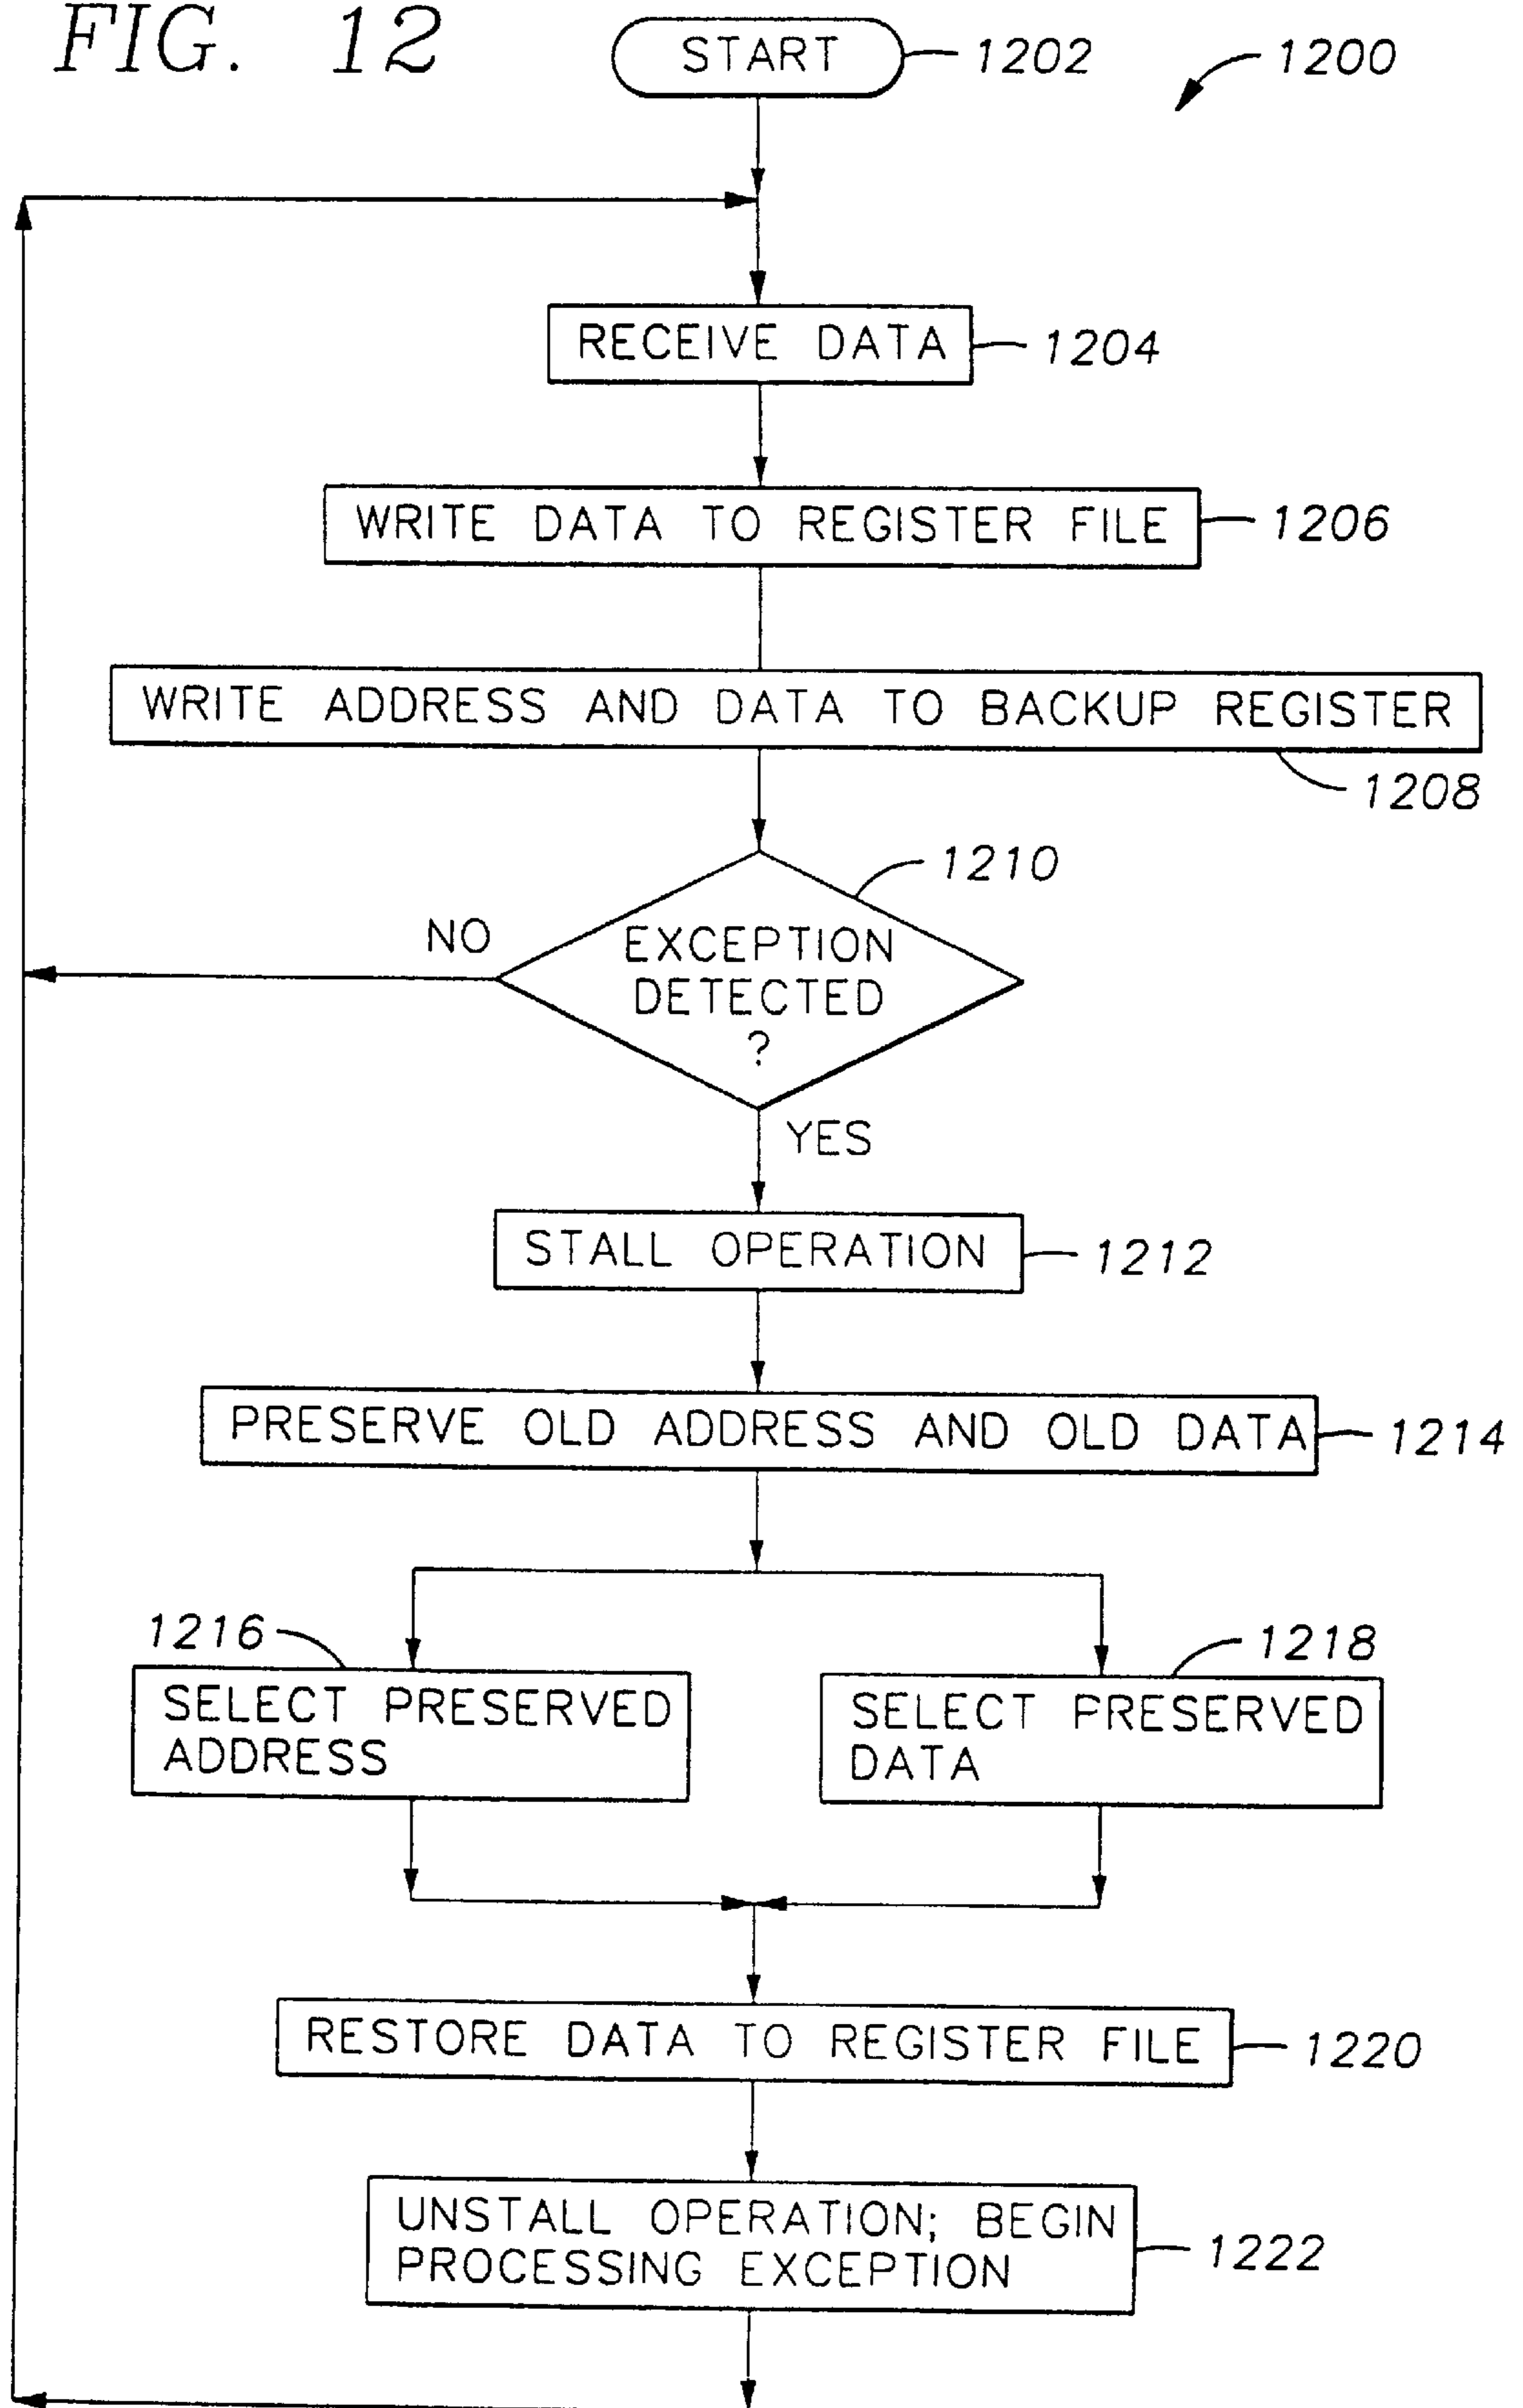 FIG. 12
START
1202
1200
RECEIVE DATA
1204
WRITE DATA TO REGISTER FILE
1206
WRITE ADDRESS AND DATA TO BACKUP REGISTER
1208
1210
NO
EXCEPTION
DETECTED
?
YES
STALL OPERATION
1212
PRESERVE OLD ADDRESS AND OLD DATA
1214
1216
SELECT PRESERVED
ADDRESS
1218
SELECT PRESERVED
DATA
RESTORE DATA TO REGISTER FILE
1220
UNSTALL OPERATION; BEGIN
PROCESSING EXCEPTION
1222